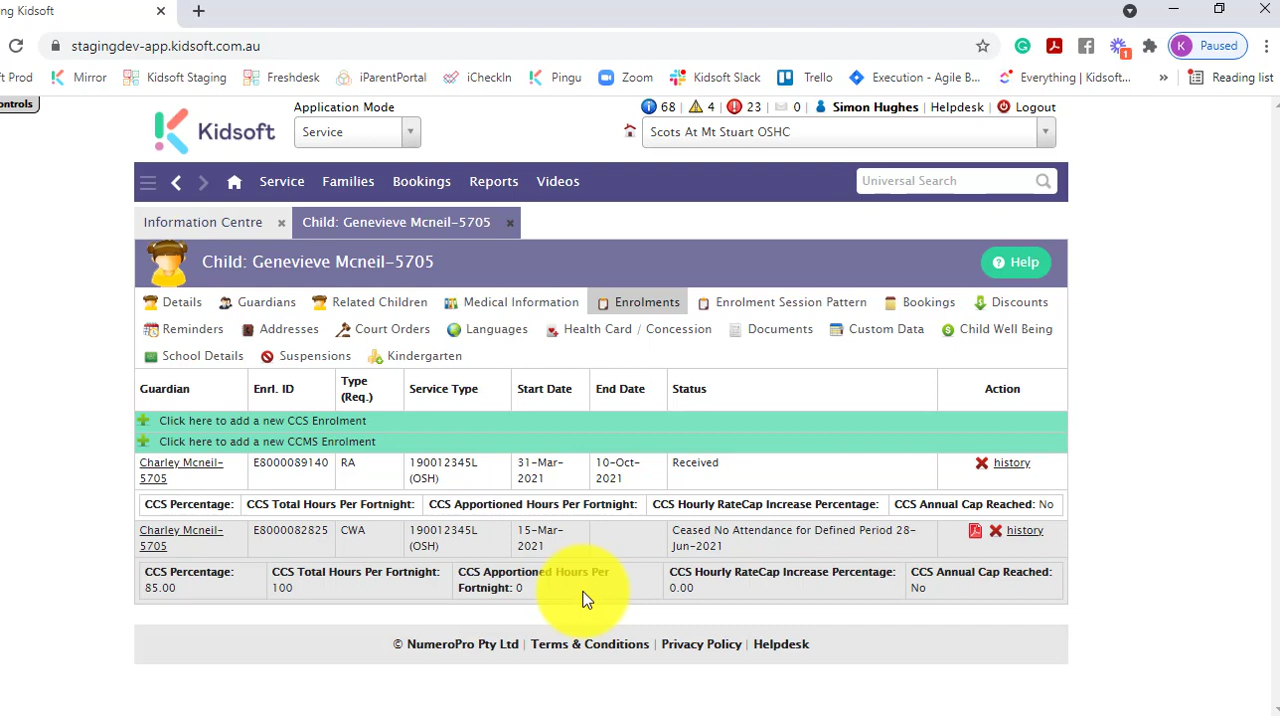 ng Kidsoft
stagingdev-app.kidsoft.com.au
K Paused
ft Prod Mirror Kidsoft Staging Freshdesk iParentPortal iCheckIn Pingu Zoom Kidsoft Slack Trello Execution - Agile B... Everything | Kidsoft... » Reading list
ontrols
Application Mode 68 4 23 0 Simon Hughes Helpdesk Logout
Kidsoft Service Scots At Mt Stuart OSHC
Service Families Bookings Reports Videos Universal Search
Information Centre Child: Genevieve Mcneil-5705
Child: Genevieve Mcneil-5705 Help
Details Guardians Related Children Medical Information Enrolments Enrolment Session Pattern Bookings Discounts
Reminders Addresses Court Orders Languages Health Card / Concession Documents Custom Data Child Well Being
School Details Suspensions Kindergarten
Guardian Enrl. ID Type (Req.) Service Type Start Date End Date Status Action
Click here to add a new CCS Enrolment
Click here to add a new CCMS Enrolment
Charley Mcneil- E8000089140 RA 190012345L 31-Mar- 10-Oct- Received history
5705 (OSH) 2021 2021
CCS Percentage: CCS Total Hours Per Fortnight: CCS Apportioned Hours Per Fortnight: CCS Hourly RateCap Increase Percentage: CCS Annual Cap Reached: No
Charley Mcneil- E8000082825 CWA 190012345L 15-Mar- Ceased No Attendance for Defined Period 28- history
5705 (OSH) 2021 Jun-2021
CCS Percentage: CCS Total Hours Per Fortnight: CCS Apportioned Hours Per CCS Hourly RateCap Increase Percentage: CCS Annual Cap Reached:
85.00 100 Fortnight: 0 0.00 No
© NumeroPro Pty Ltd | Terms & Conditions | Privacy Policy | Helpdesk